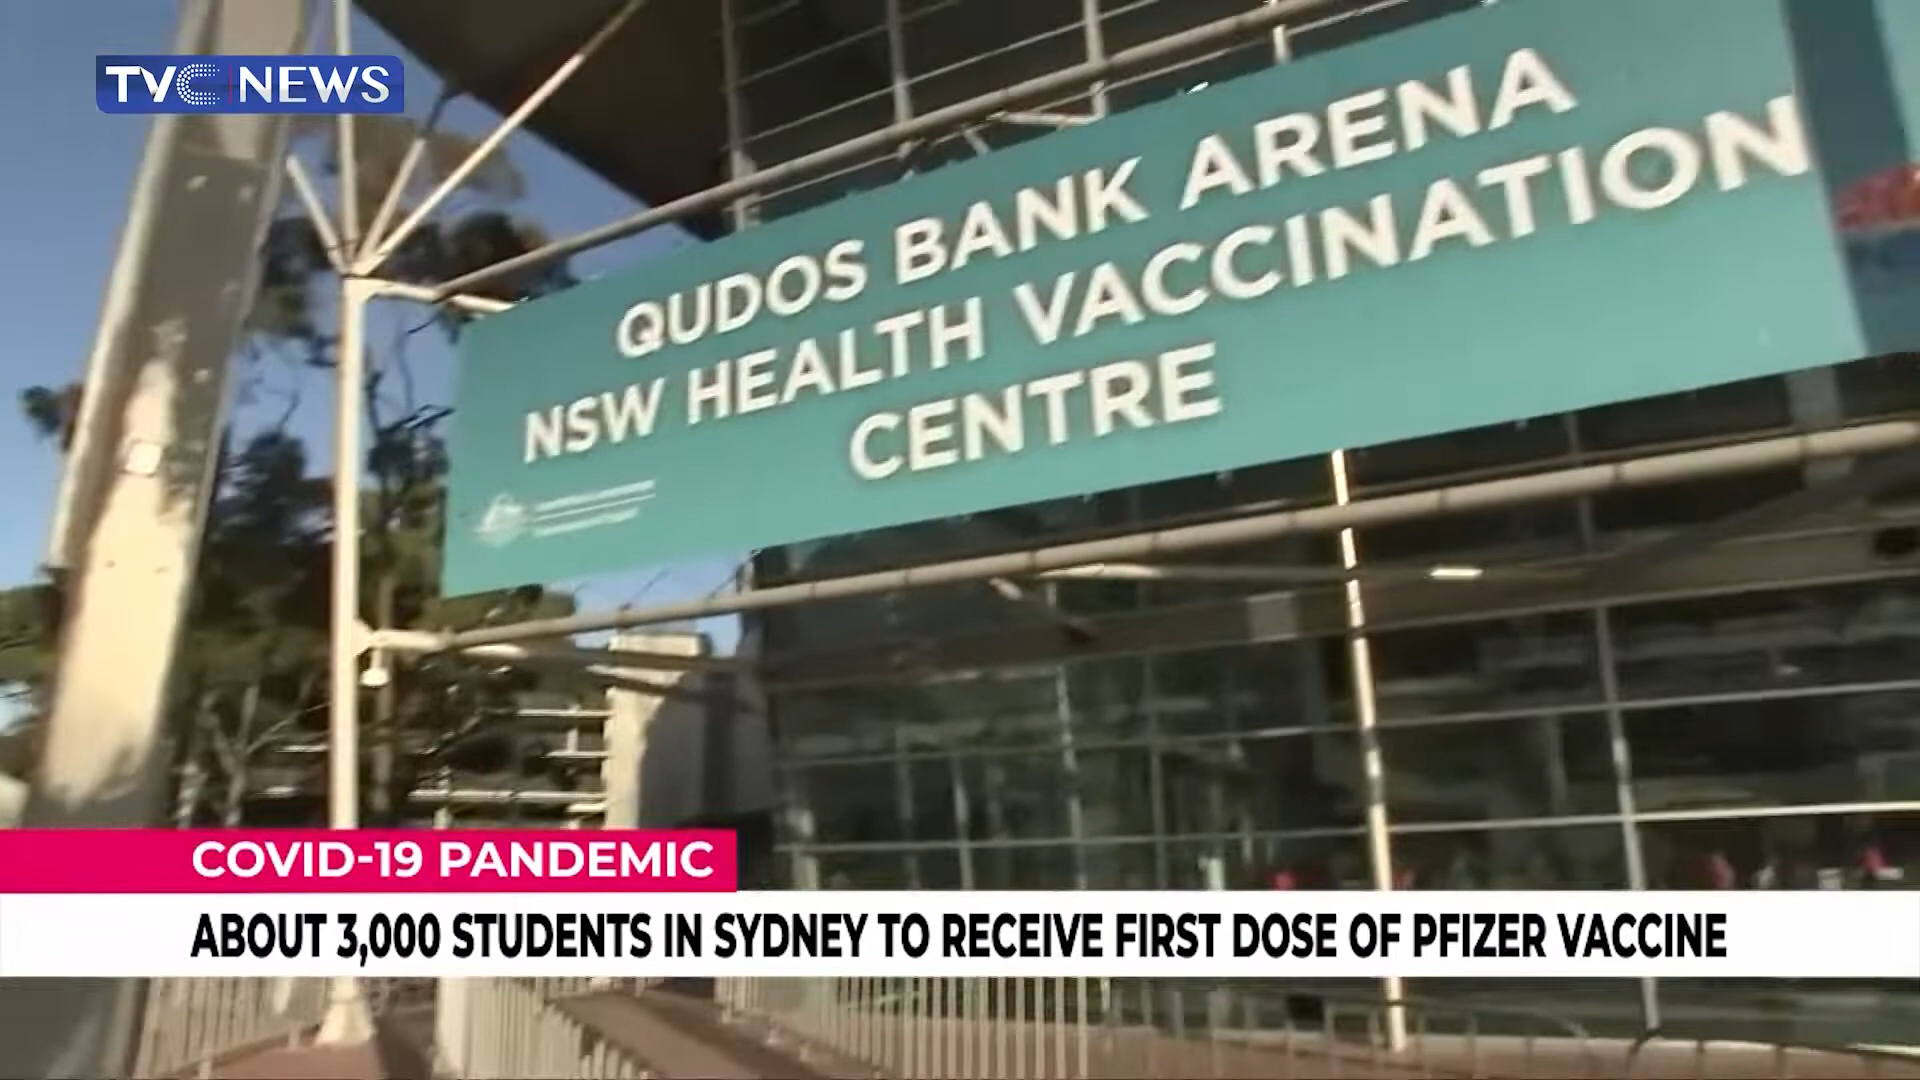 TVC NEWS
QUDOS BANK ARENA
NSW HEALTH VACCINATION
CENTRE
COVID-19 PANDEMIC
ABOUT 3,000 STUDENTS IN SYDNEY TO RECEIVE FIRST DOSE OF PFIZER VACCINE